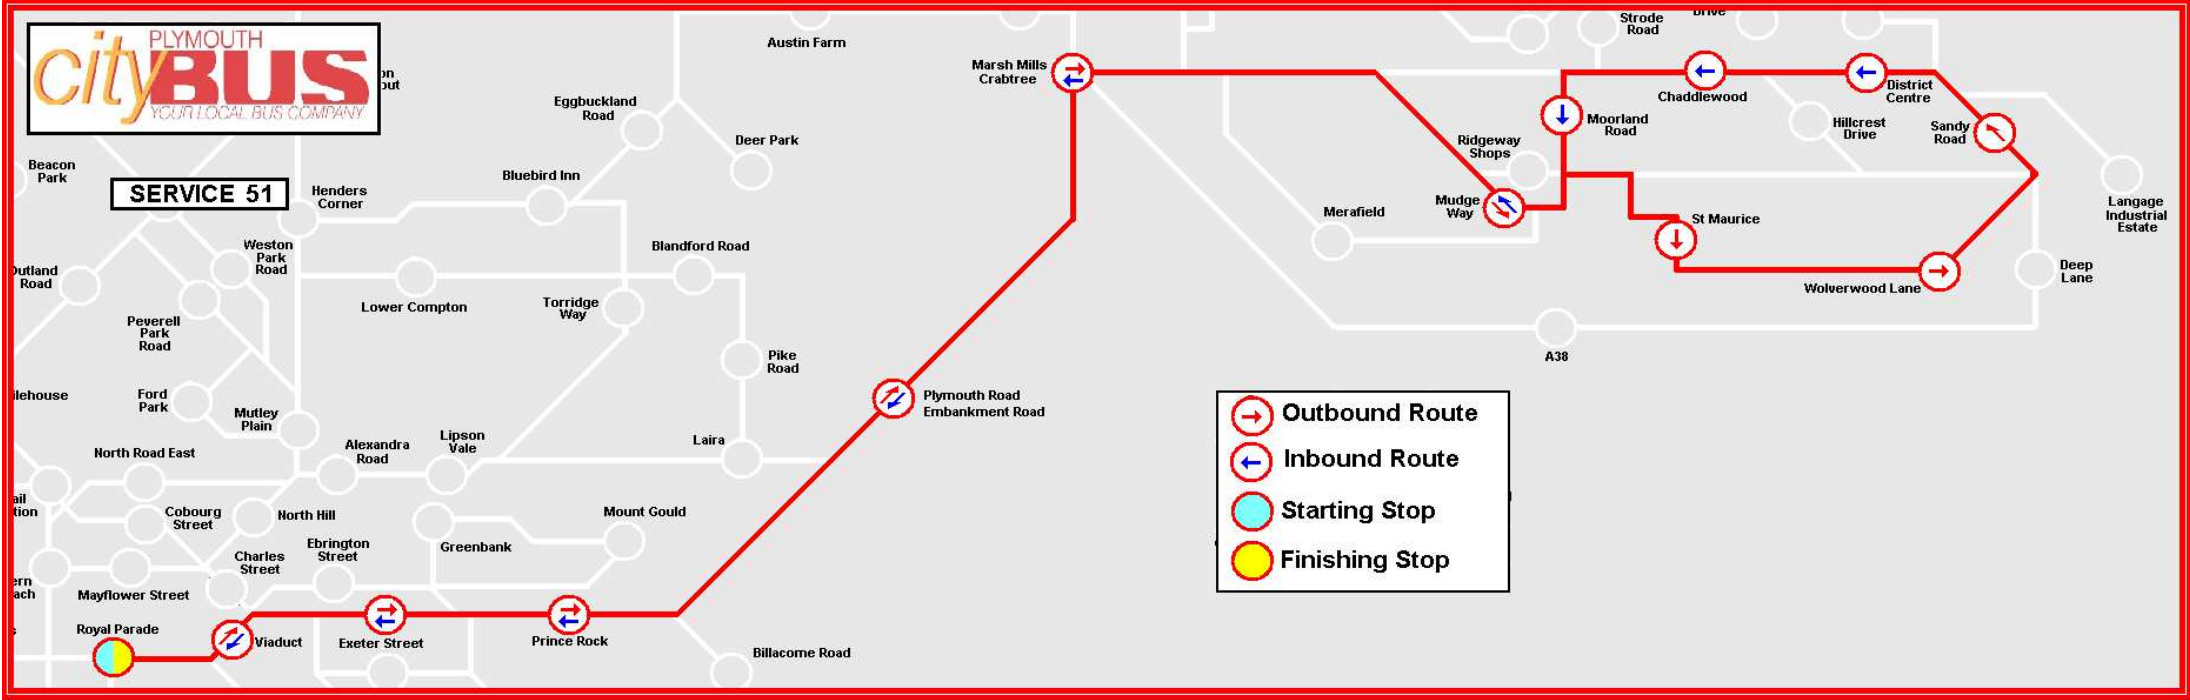 city PLYMOUTH
BUS
YOUR LOCAL BUS COMPANY
SERVICE 51
Beacon
Park
Henders
Corner
Weston
Park
Road
Road
Peverell
Park
Road
Ford
Park
Mutley
Plain
North Road East
Cobourg
Street
North Hill
Alexandra
Road
Lipson
Vale
Charles
Street
Ebrington
Street
Greenbank
Mount Gould
Mayflower Street
Royal Parade
Viaduct
Exeter Street
Prince Rock
Billacome Road
Lower Compton
Torridge
Way
Blandford Road
Pike
Road
Laira
Bluebird Inn
Eggbuckland
Road
Deer Park
Austin Farm
Marsh Mills
Crabtree
Plymouth Road
Embankment Road
Merafield
Mudge
Way
Ridgeway
Shops
Moorland
Road
Strode
Road
Drive
Chaddlewood
District
Centre
Hillcrest
Drive
Sandy
Road
Langage
Industrial
Estate
St Maurice
Wolverwood Lane
Deep
Lane
A38
Outbound Route
Inbound Route
Starting Stop
Finishing Stop